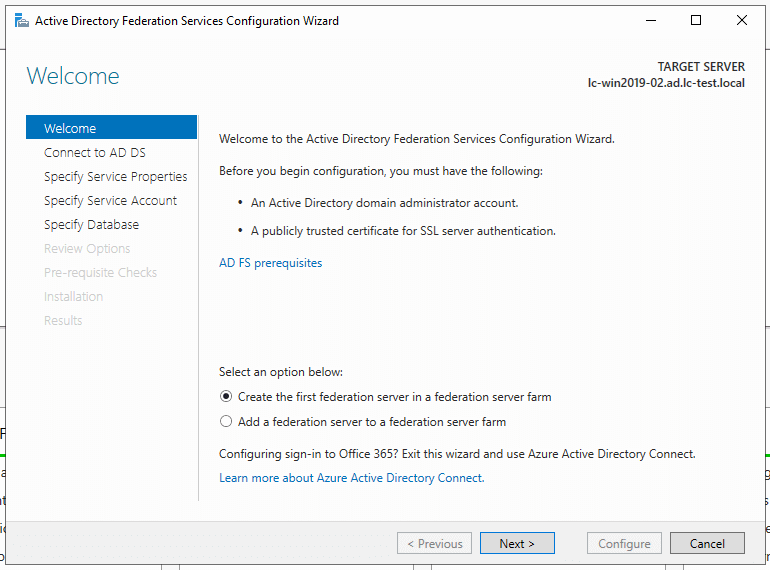 Active Directory Federation Services Configuration Wizard
Welcome
TARGET SERVER
lc-win2019-02.ad.lc-test.local
Welcome
Connect to AD DS
Specify Service Properties
Specify Service Account
Specify Database
Review Options
Pre-requisite Checks
Installation
Results
Welcome to the Active Directory Federation Services Configuration Wizard.
Before you begin configuration, you must have the following:
• An Active Directory domain administrator account.
• A publicly trusted certificate for SSL server authentication.
AD FS prerequisites
Select an option below:
Create the first federation server in a federation server farm
Add a federation server to a federation server farm
Configuring sign-in to Office 365? Exit this wizard and use Azure Active Directory Connect.
Learn more about Azure Active Directory Connect.
< Previous
Next >
Configure
Cancel